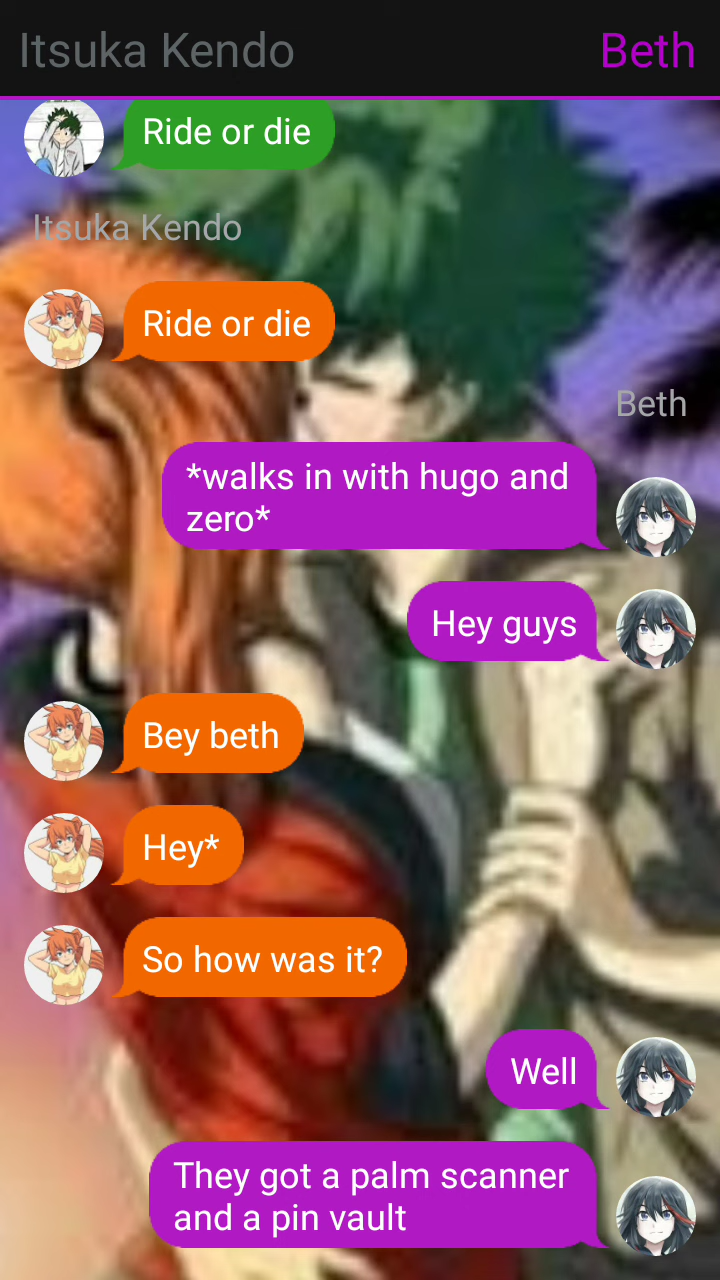 Itsuka Kendo
Beth
Ride or die
Itsuka Kendo
Ride or die
Beth
*walks in with hugo and
zero*
Hey guys
Bey beth
Hey*
So how was it?
Well
They got a palm scanner
and a pin vault